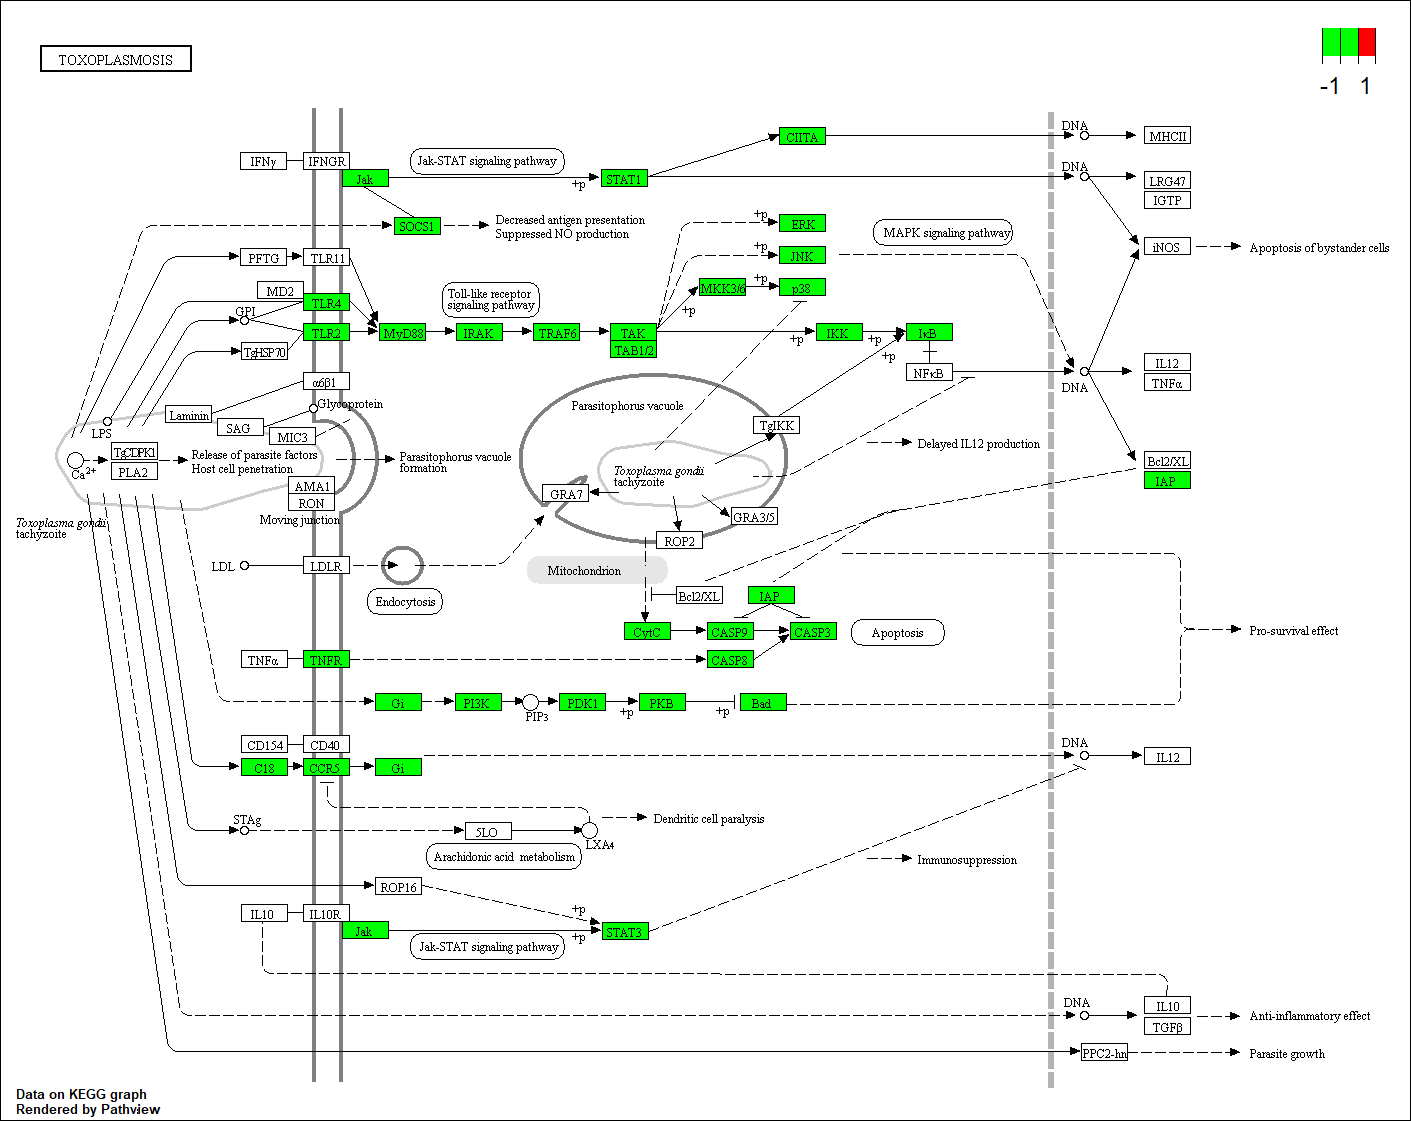 TOXOPLASMOSIS
-1 1
DNA
CIITA
MHCII
IFNγ
IFNGR
Jak-STAT signaling pathway
DNA
Jak
STAT1
+p
LRG47
IGTP
SOCS1
Decreased antigen presentation
Suppressed NO production
+p
ERK
MAPK signaling pathway
+p
JNK
iNOS
Apoptosis of bystander cells
PFTG
TLR11
MKK3/6
+p
p38
MD2
Toll-like receptor
signaling pathway
TLR4
GPI
+p
TLR2
MyD88
IRAK
TRAF6
TAK
TAB1/2
+p
IKK
+p
IκB
+p
TgHSP70
NFκB
DNA
IL12
TNFα
α6β1
Glycoprotein
Parasitophorus vacuole
Laminin
SAG
MIC3
TgIKK
LPS
Delayed IL12 production
TgCDPK1
PLA2
Ca2+
Release of parasite factors
Host cell penetration
Parasitophorus vacuole
formation
Toxoplasma gondii
tachyzoite
Bcl2/XL
IAP
AMA1
RON
Moving junction
GRA7
GRA3/5
ROP2
Toxoplasma gondii
tachyzoite
LDL
LDLR
Mitochondrion
Endocytosis
Bcl2/XL
IAP
CytC
CASP9
CASP3
Apoptosis
Pro-survival effect
TNFα
TNFR
CASP8
Gi
PI3K
PIP3
PDK1
+p
PKB
+p
Bad
CD154
CD40
DNA
IL12
C18
CCR5
Gi
STAg
5LO
LXA4
Dendritic cell paralysis
Arachidonic acid metabolism
Immunosuppression
ROP16
+p
IL10
IL10R
Jak
+p
STAT3
Jak-STAT signaling pathway
DNA
IL10
TGFβ
Anti-inflammatory effect
PPC2-hn
Parasite growth
Data on KEGG graph
Rendered by Pathview